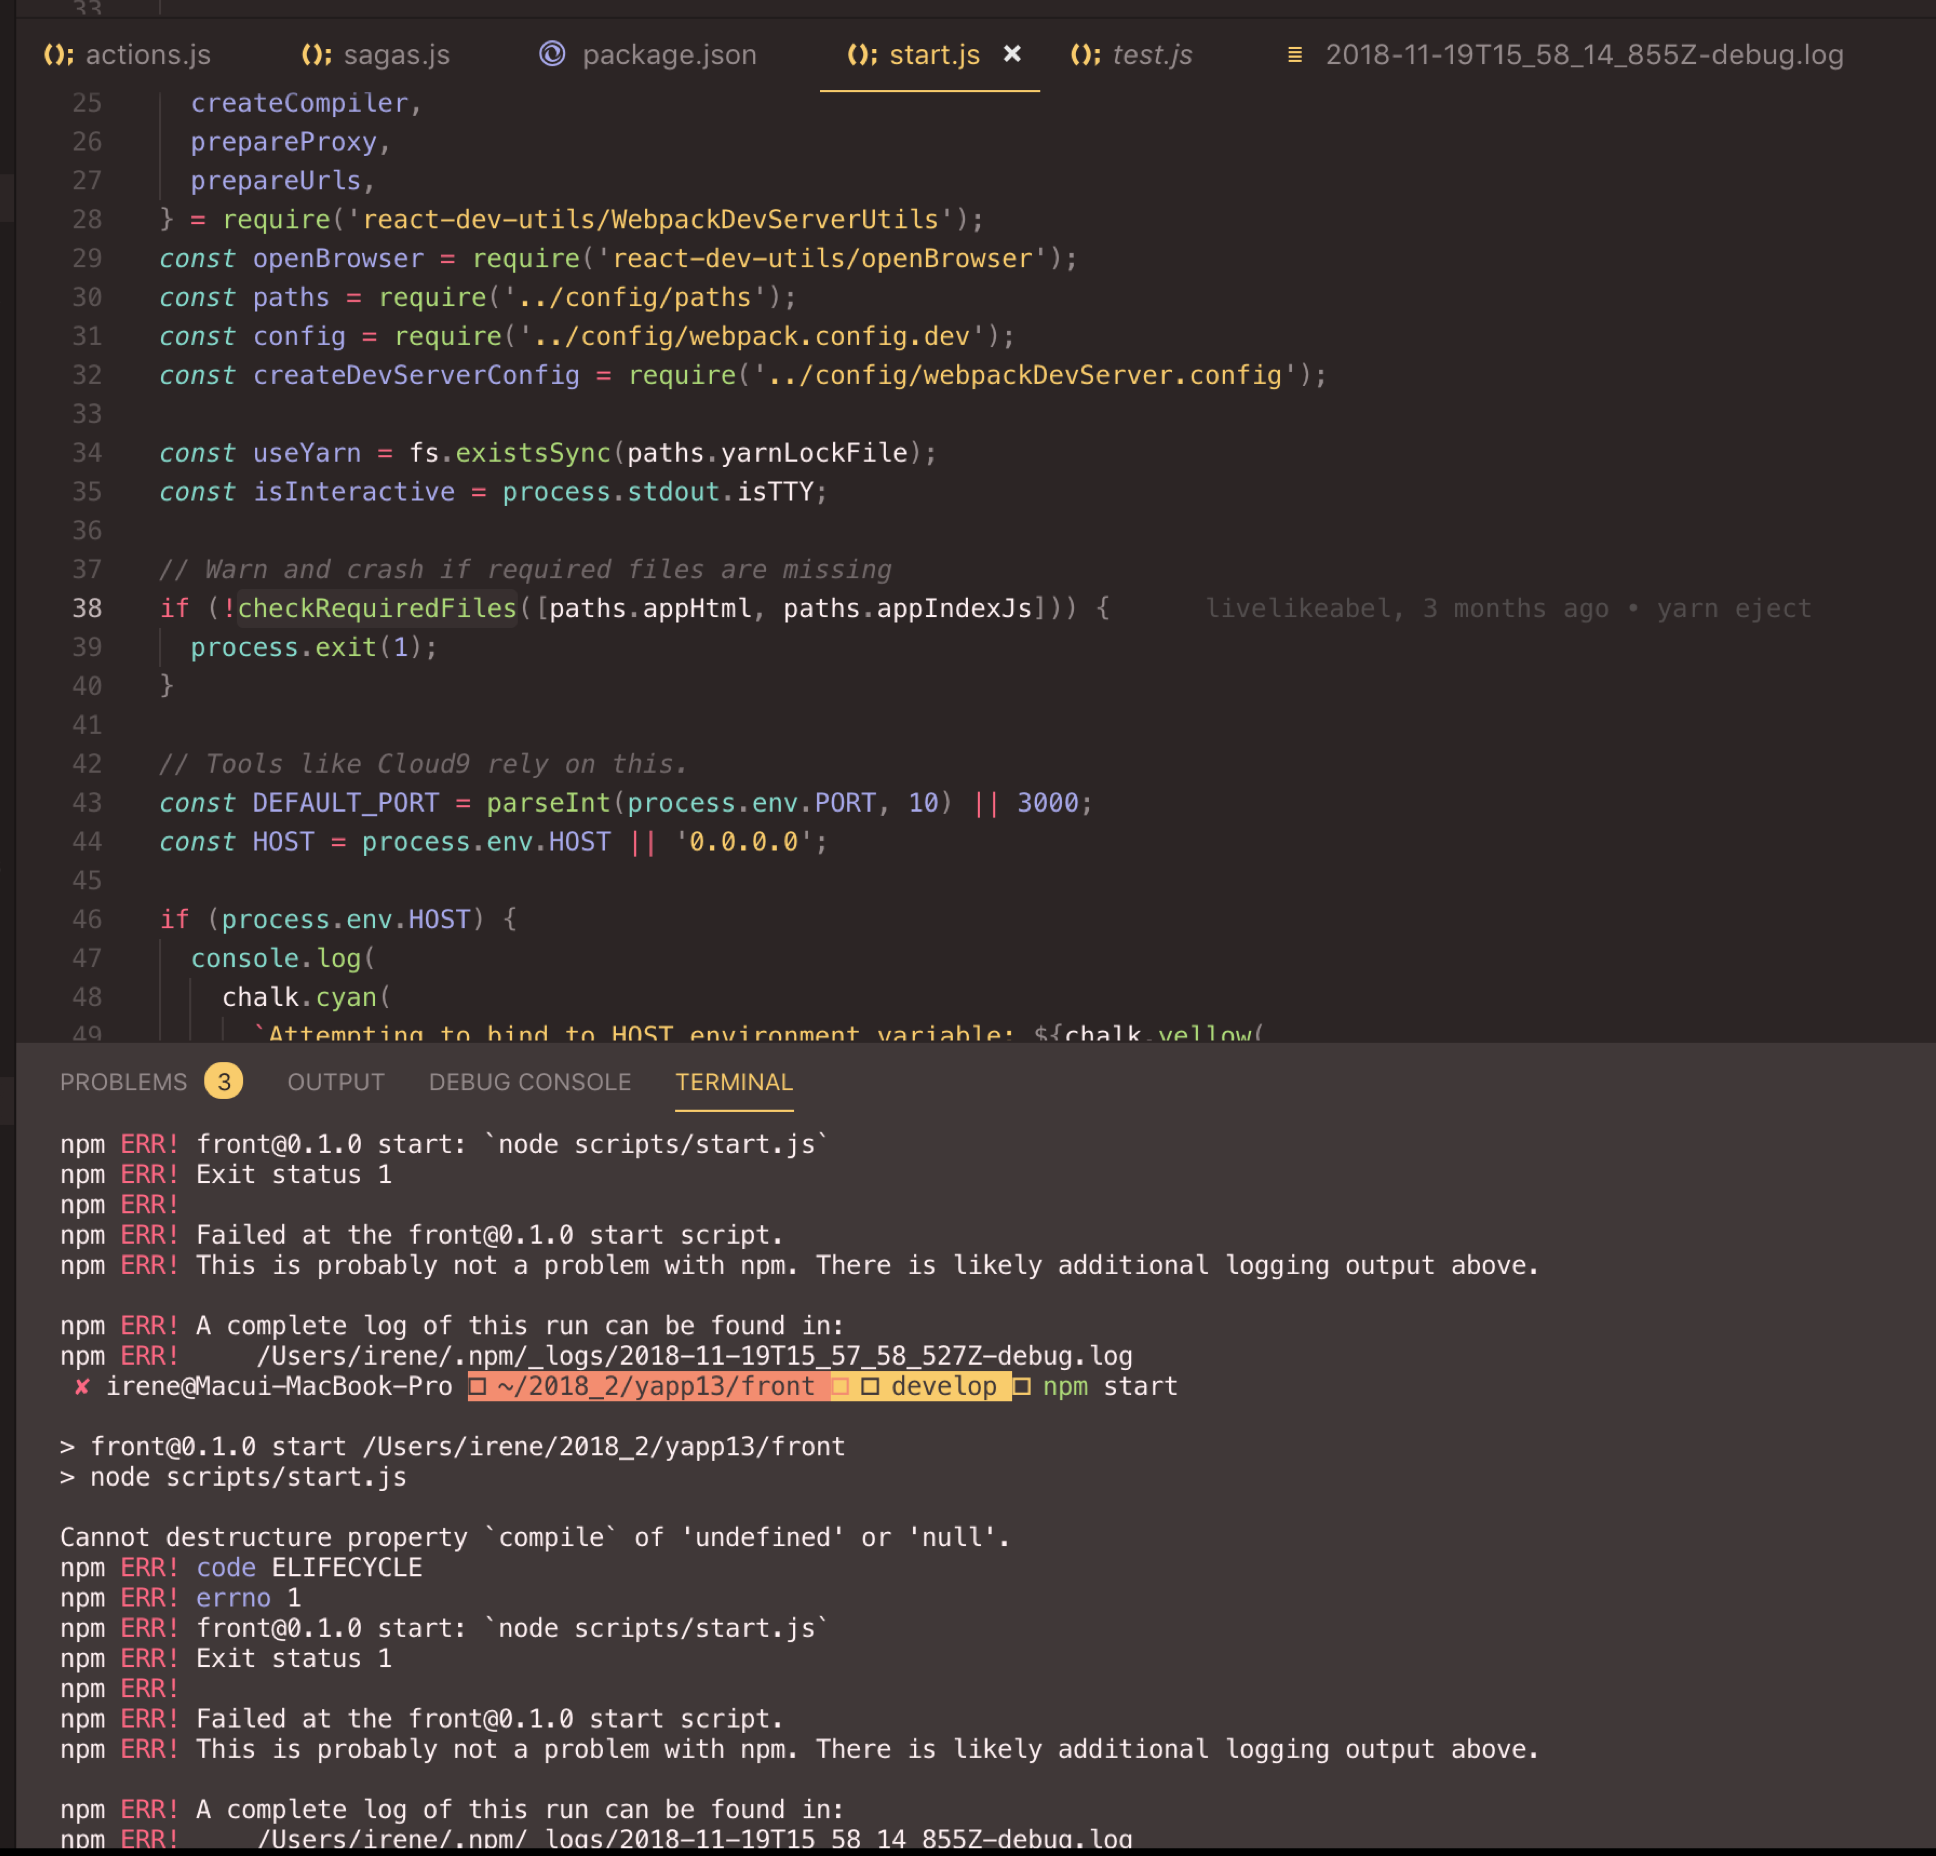 33
actions.js sagas.js package.json start.js × test.js 2018-11-19T15_58_14_855Z-debug.log
25 createCompiler,
26 prepareProxy,
27 prepareUrls,
28 } = require('react-dev-utils/WebpackDevServerUtils');
29 const openBrowser = require('react-dev-utils/openBrowser');
30 const paths = require('../config/paths');
31 const config = require('../config/webpack.config.dev');
32 const createDevServerConfig = require('../config/webpackDevServer.config');
33
34 const useYarn = fs.existsSync(paths.yarnLockFile);
35 const isInteractive = process.stdout.isTTY;
36
37 // Warn and crash if required files are missing
38 if (!checkRequiredFiles([paths.appHtml, paths.appIndexJs])) { livelikeabel, 3 months ago • yarn eject
39 process.exit(1);
40 }
41
42 // Tools like Cloud9 rely on this.
43 const DEFAULT_PORT = parseInt(process.env.PORT, 10) || 3000;
44 const HOST = process.env.HOST || '0.0.0.0';
45
46 if (process.env.HOST) {
47 console.log(
48 chalk.cyan(
49 `Attempting to bind to HOST environment variable: ${chalk.yellow(
PROBLEMS 3 OUTPUT DEBUG CONSOLE TERMINAL
npm ERR! front@0.1.0 start: `node scripts/start.js`
npm ERR! Exit status 1
npm ERR!
npm ERR! Failed at the front@0.1.0 start script.
npm ERR! This is probably not a problem with npm. There is likely additional logging output above.
npm ERR! A complete log of this run can be found in:
npm ERR! /Users/irene/.npm/_logs/2018-11-19T15_57_58_527Z-debug.log
✘ irene@Macui-MacBook-Pro ~/2018_2/yapp13/front develop npm start
> front@0.1.0 start /Users/irene/2018_2/yapp13/front
> node scripts/start.js
Cannot destructure property `compile` of 'undefined' or 'null'.
npm ERR! code ELIFECYCLE
npm ERR! errno 1
npm ERR! front@0.1.0 start: `node scripts/start.js`
npm ERR! Exit status 1
npm ERR!
npm ERR! Failed at the front@0.1.0 start script.
npm ERR! This is probably not a problem with npm. There is likely additional logging output above.
npm ERR! A complete log of this run can be found in:
npm ERR! /Users/irene/.npm/_logs/2018-11-19T15_58_14_855Z-debug.log